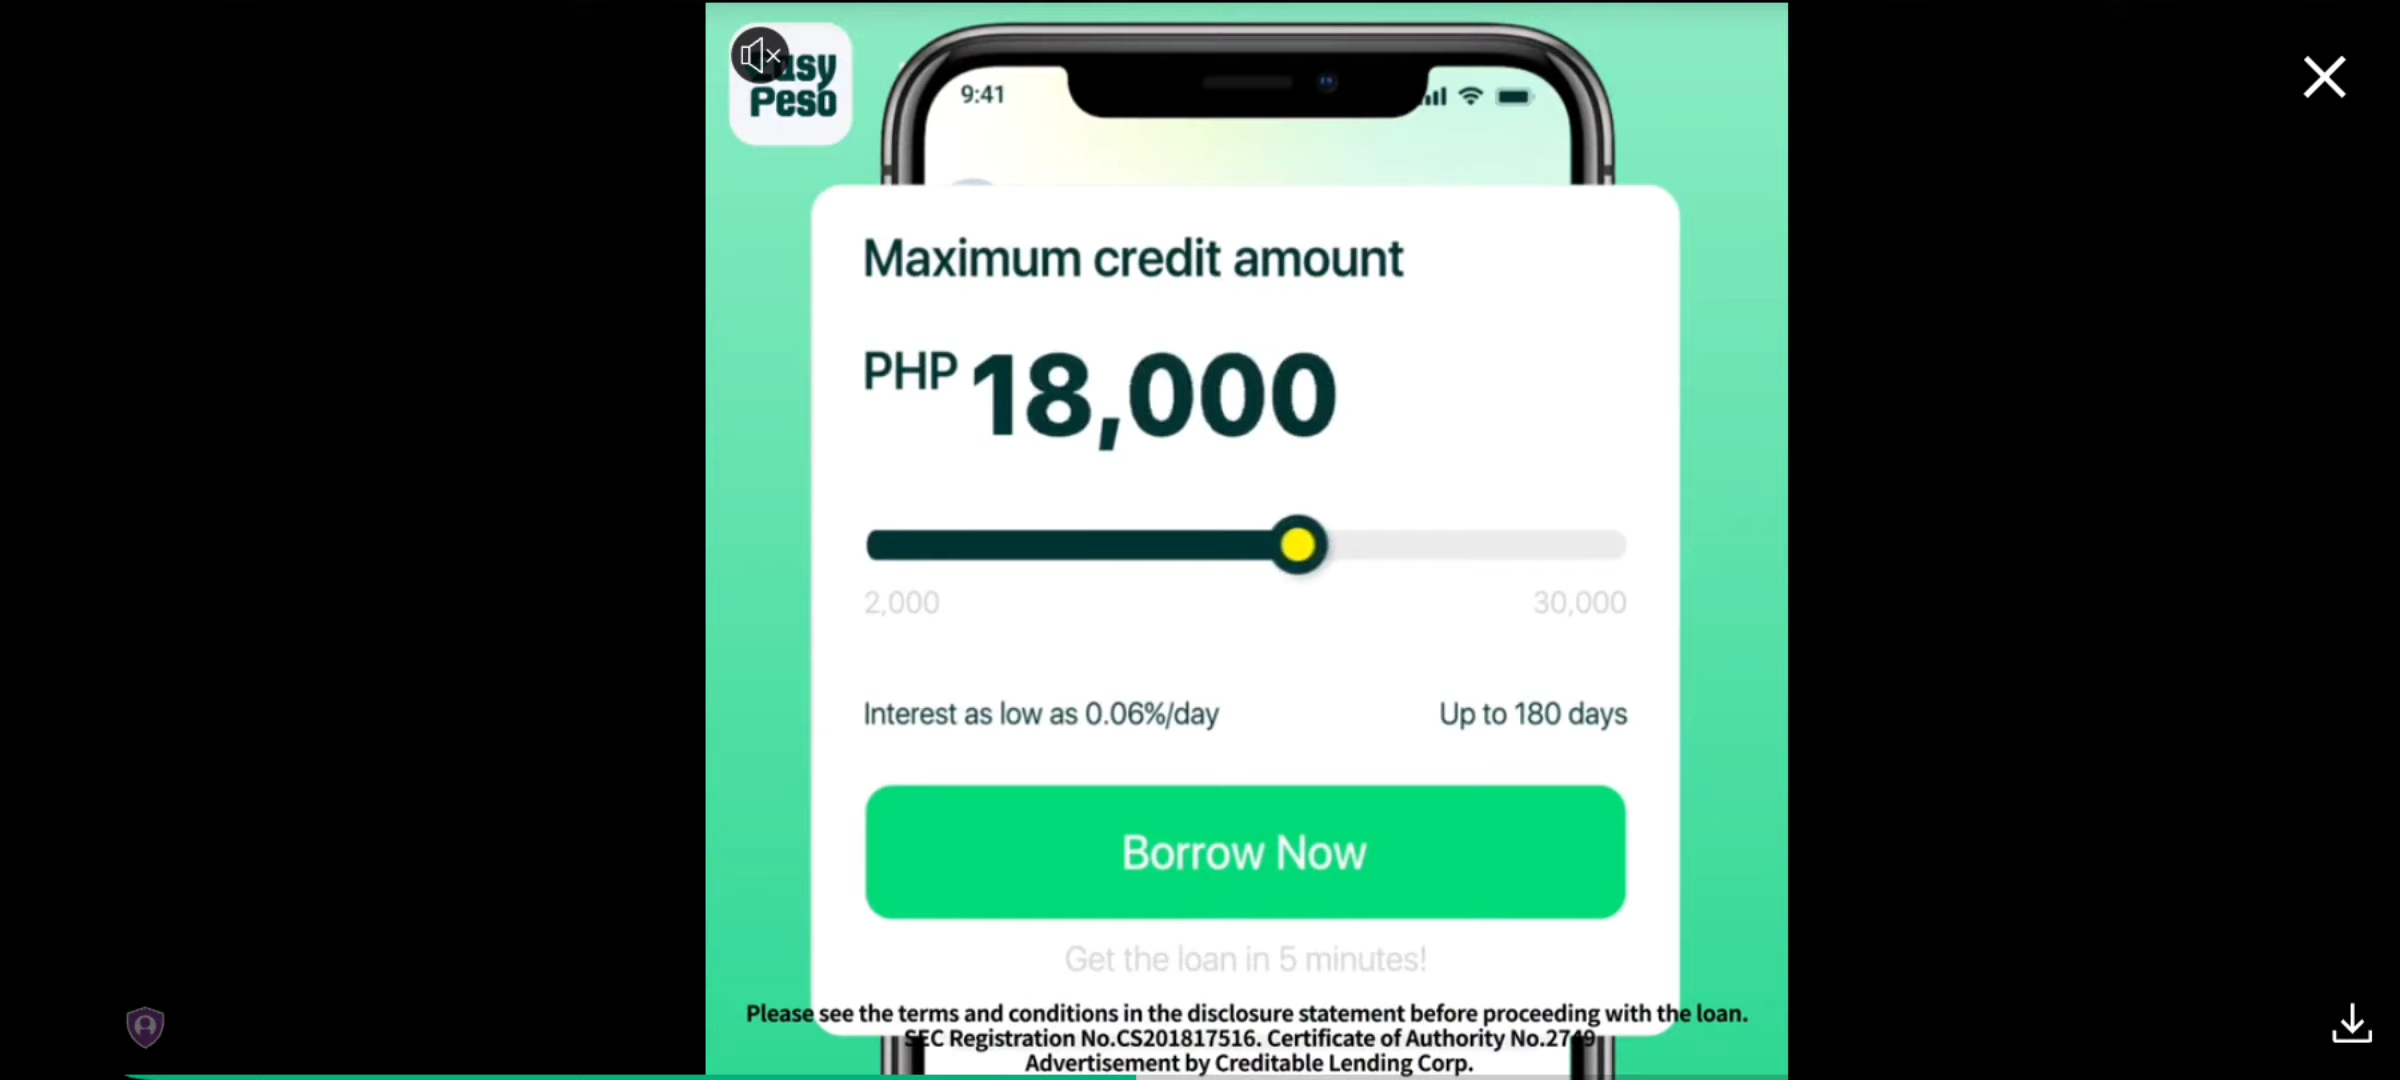 Peso
9:41
Maximum credit amount
PHP 18,000
2,000 30,000
Interest as low as 0.06%/day Up to 180 days
Borrow Now
Get the loan in 5 minutes!
Please see the terms and conditions in the disclosure statement before proceeding with the loan.
SEC Registration No.CS201817516. Certificate of Authority No.2749
Advertisement by Creditable Lending Corp.